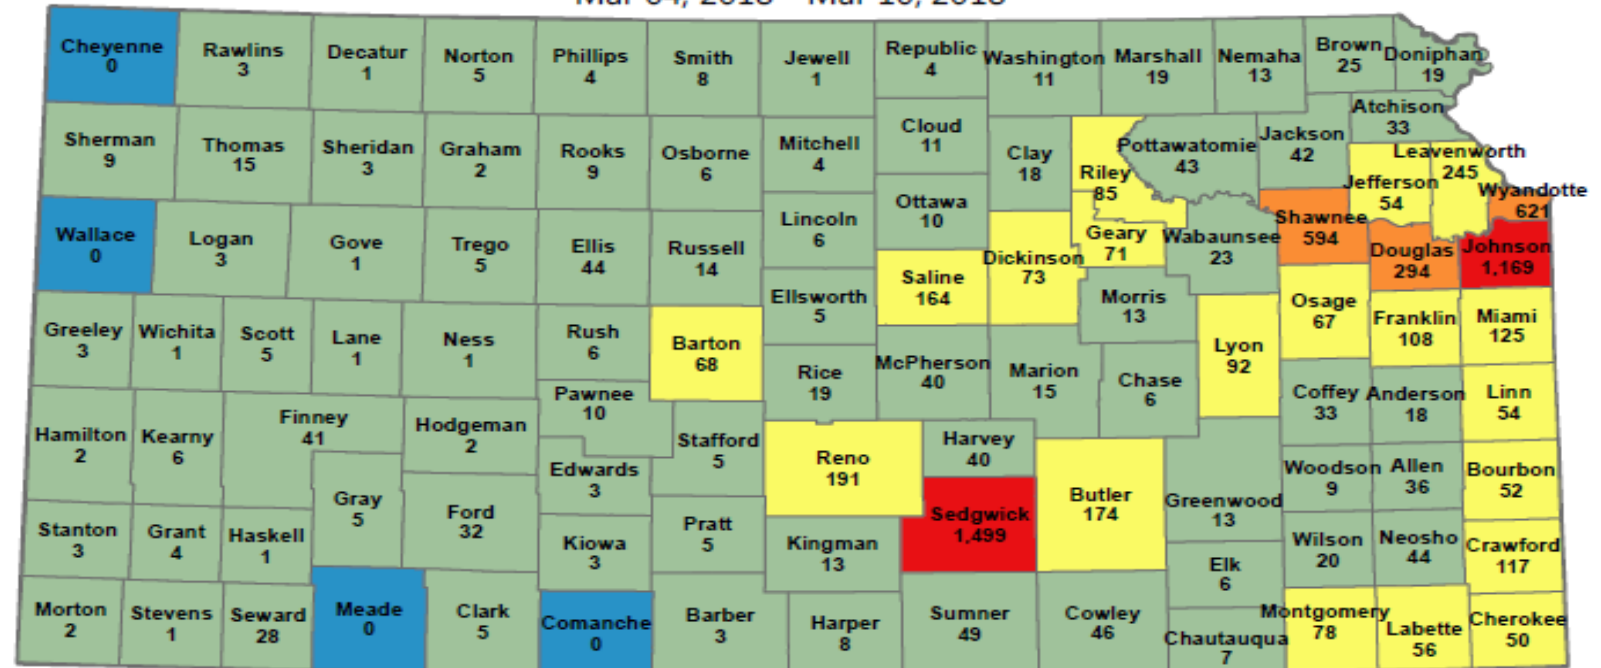 Mar 04, 2018 - Mar 10, 2018
Cheyenne
0
Rawlins
3
Decatur
1
Norton
5
Phillips
4
Smith
8
Jewell
1
Republic
4
Washington
11
Marshall
19
Nemaha
13
Brown
25
Doniphan
19
Sherman
9
Thomas
15
Sheridan
3
Graham
2
Rooks
9
Osborne
6
Mitchell
4
Cloud
11
Clay
18
Riley
85
Pottawatomie
43
Jackson
42
Atchison
33
Jefferson
54
Leavenworth
245
Wyandotte
621
Wallace
0
Logan
3
Gove
1
Trego
5
Ellis
44
Russell
14
Lincoln
6
Ottawa
10
Saline
164
Dickinson
73
Geary
71
Wabaunsee
23
Shawnee
594
Douglas
294
Johnson
1,169
Greeley
3
Wichita
1
Scott
5
Lane
1
Ness
1
Rush
6
Barton
68
Ellsworth
5
Rice
19
McPherson
40
Marion
15
Morris
13
Chase
6
Lyon
92
Osage
67
Franklin
108
Miami
125
Hamilton
2
Kearny
6
Finney
41
Hodgeman
2
Pawnee
10
Edwards
3
Stafford
5
Reno
191
Harvey
40
Sedgwick
1,499
Butler
174
Greenwood
13
Coffey
33
Anderson
18
Linn
54
Woodson
9
Allen
36
Bourbon
52
Stanton
3
Grant
4
Haskell
1
Gray
5
Ford
32
Kiowa
3
Pratt
5
Kingman
13
Elk
6
Wilson
20
Neosho
44
Crawford
117
Morton
2
Stevens
1
Seward
28
Meade
0
Clark
5
Comanche
0
Barber
3
Harper
8
Sumner
49
Cowley
46
Chautauqua
7
Montgomery
78
Labette
56
Cherokee
50